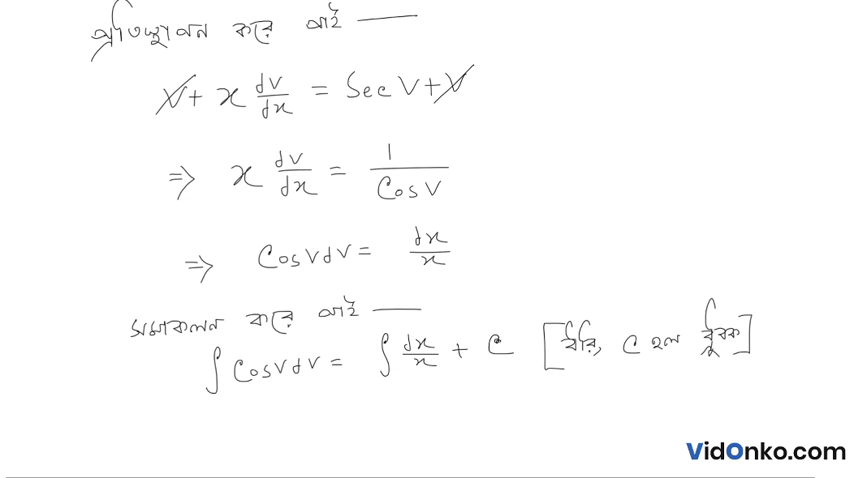 প্রতিস্থাপন করে পাই —
V + x dv/dx = Sec V + V
⇒ x dv/dx = 1/Cos V
⇒ Cos V dV = dx/x
সমাকলন করে পাই —
∫ Cos V dV = ∫ dx/x + C [ধরি, C হল ধ্রুবক]
VidOnko.com